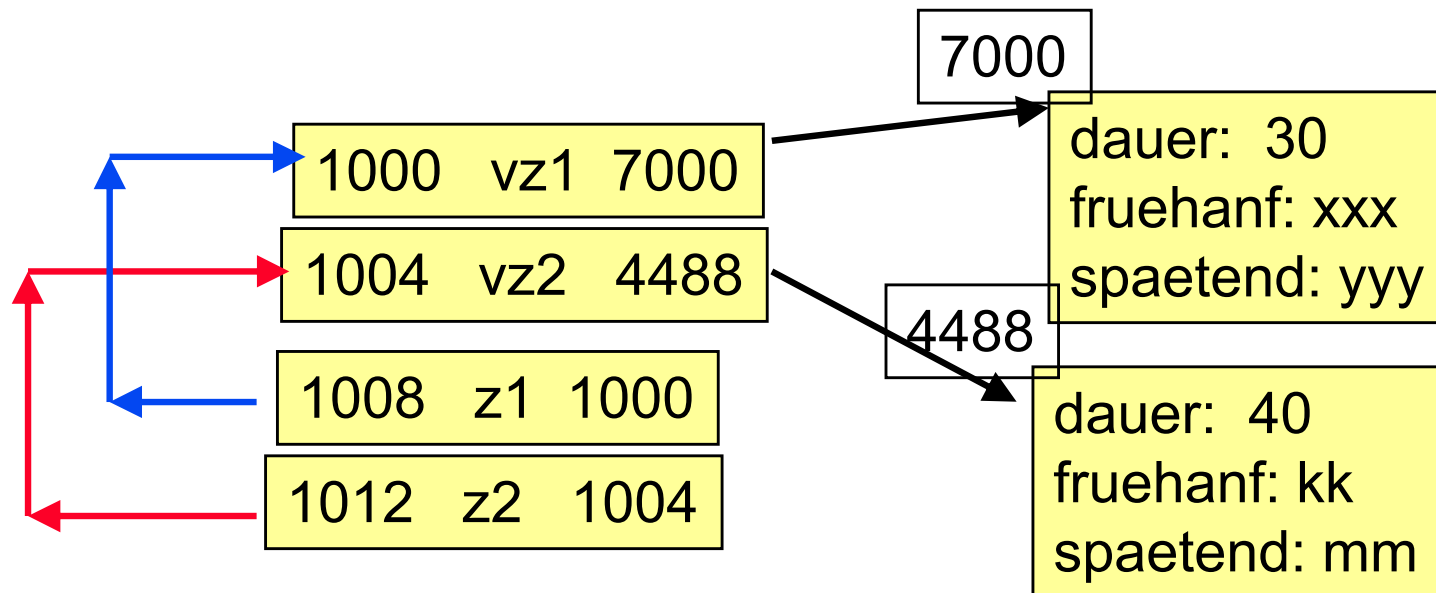 7000
1000 vz1 7000
dauer: 30
fruehanf: xxx
spaetend: yyy
1004 vz2 4488
4488
1008 z1 1000
dauer: 40
fruehanf: kk
spaetend: mm
1012 z2 1004